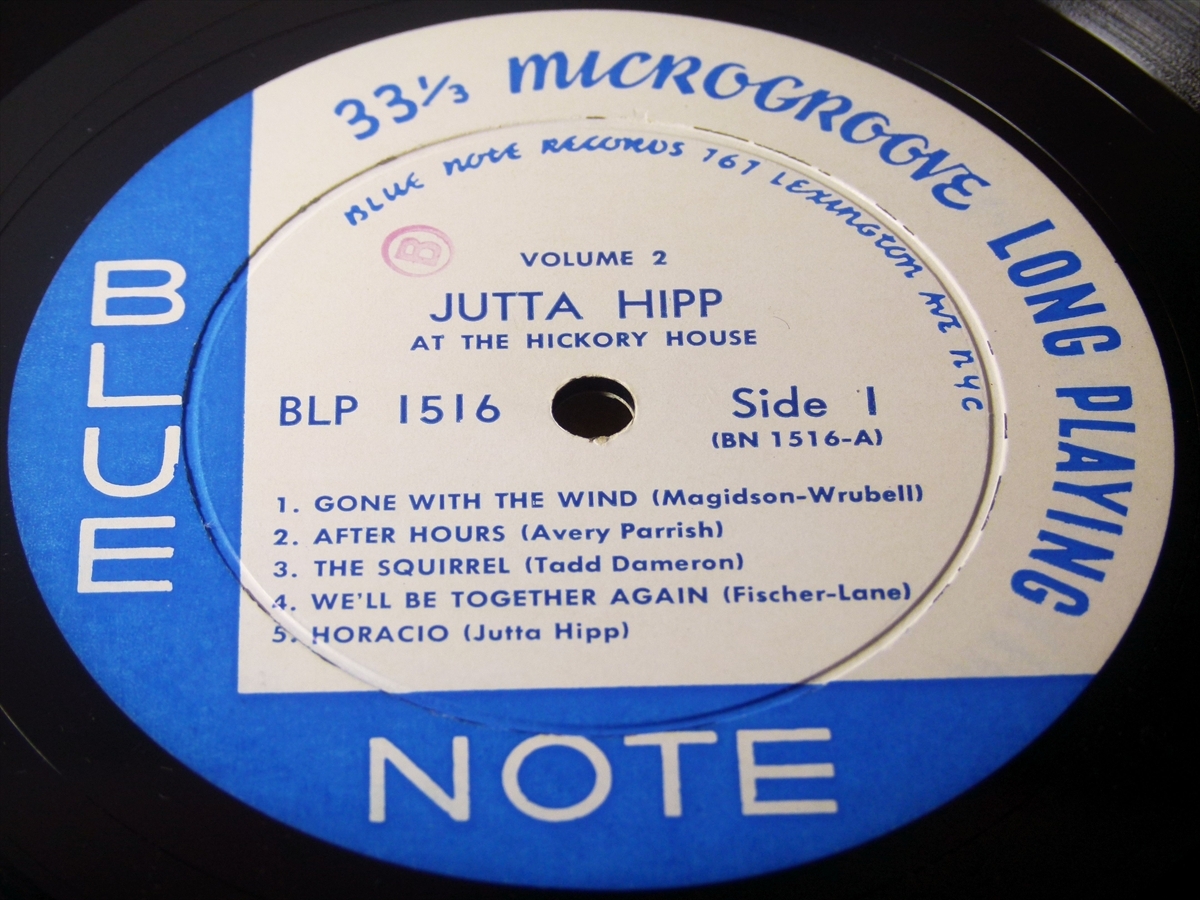 33⅓ MICROGROOVE LONG PLAYING
BLUE NOTE RECORDS 767 LEXINGTON AVE NYC
B
VOLUME 2
JUTTA HIPP
AT THE HICKORY HOUSE
BLP 1516
Side 1
(BN 1516-A)
1. GONE WITH THE WIND (Magidson-Wrubell)
2. AFTER HOURS (Avery Parrish)
3. THE SQUIRREL (Tadd Dameron)
4. WE'LL BE TOGETHER AGAIN (Fischer-Lane)
5. HORACIO (Jutta Hipp)
BLUE
NOTE